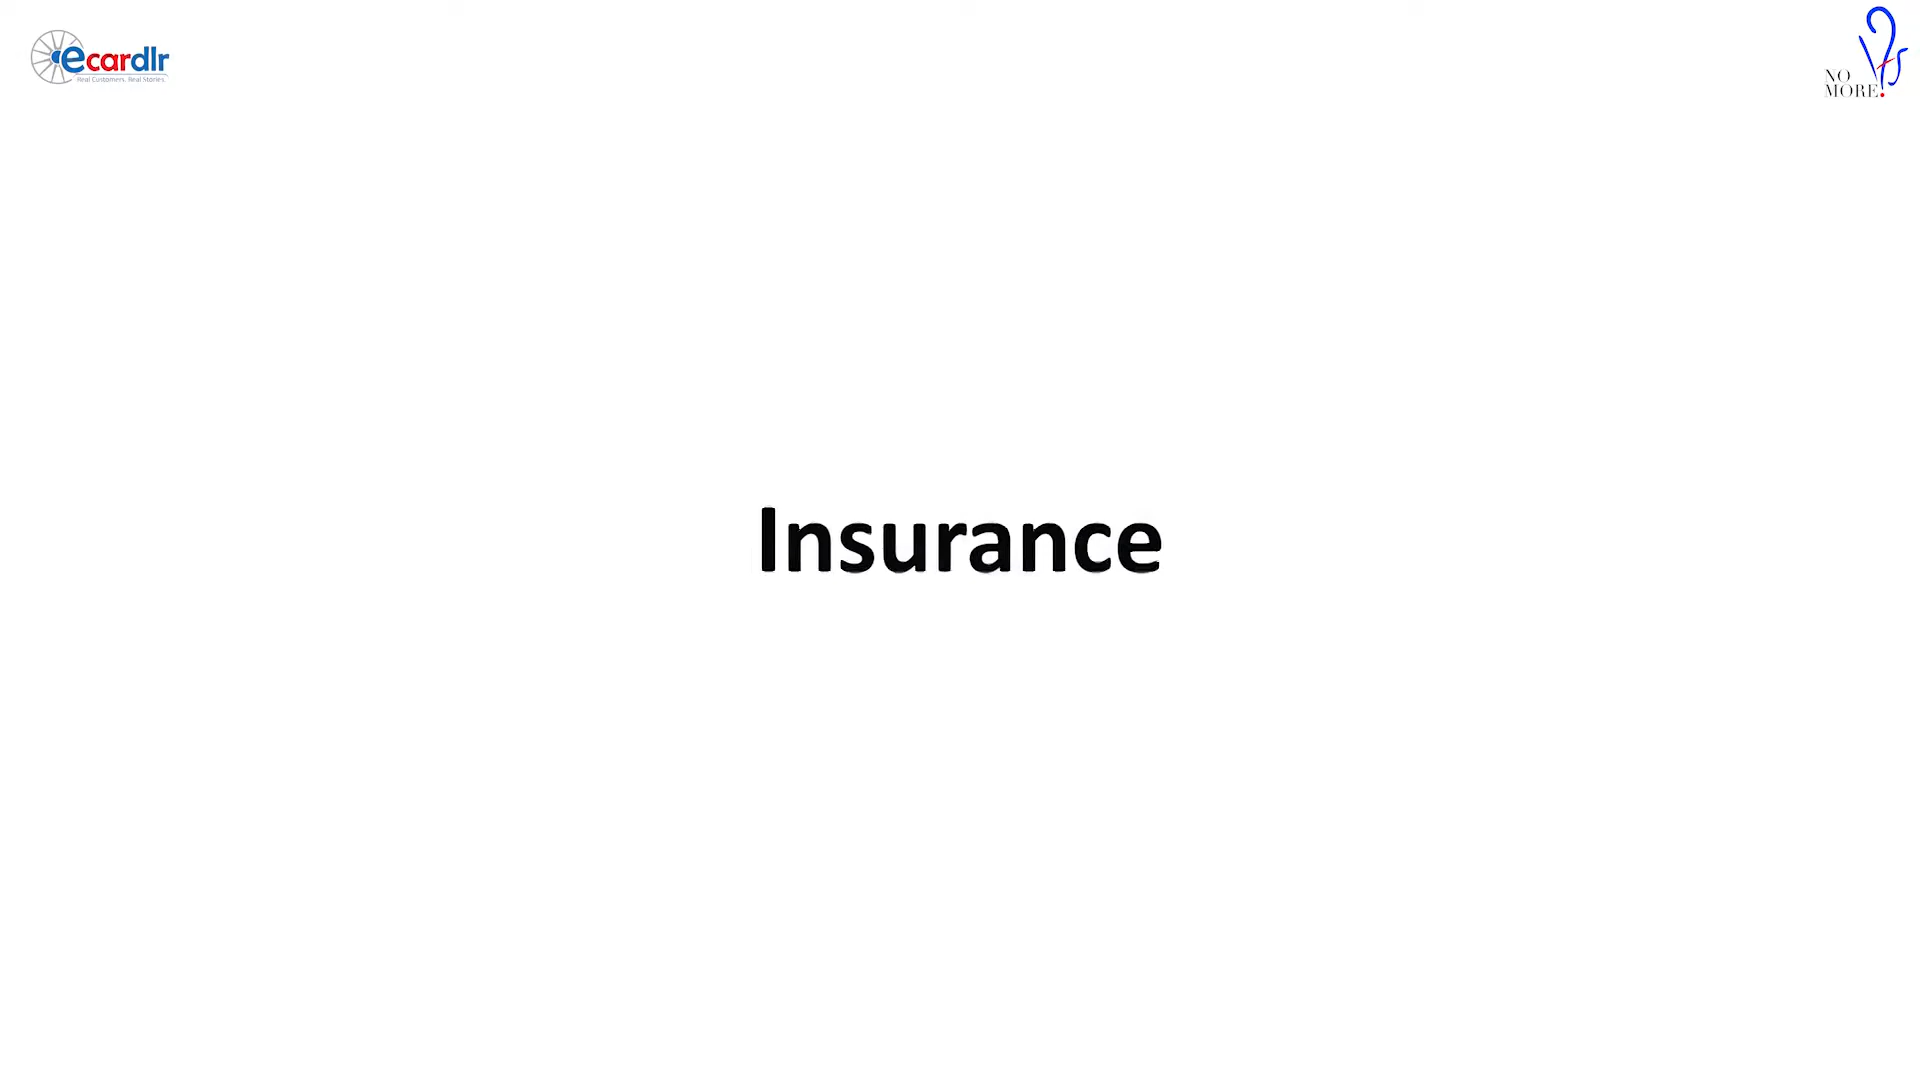 ecardlr
Real Customers. Real Stories.
NO
MORE
Insurance